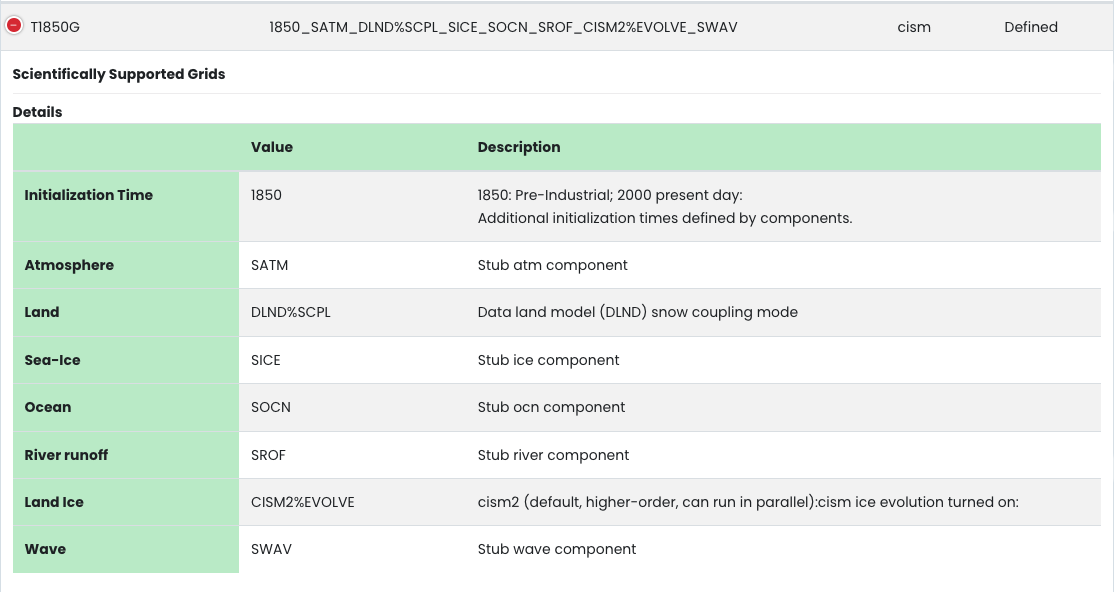 T1850G 1850_SATM_DLND%SCPL_SICE_SOCN_SROF_CISM2%EVOLVE_SWAV cism Defined
Scientifically Supported Grids
Details
Value Description
Initialization Time 1850 1850: Pre-Industrial; 2000 present day:
Additional initialization times defined by components.
Atmosphere SATM Stub atm component
Land DLND%SCPL Data land model (DLND) snow coupling mode
Sea-Ice SICE Stub ice component
Ocean SOCN Stub ocn component
River runoff SROF Stub river component
Land Ice CISM2%EVOLVE cism2 (default, higher-order, can run in parallel):cism ice evolution turned on:
Wave SWAV Stub wave component